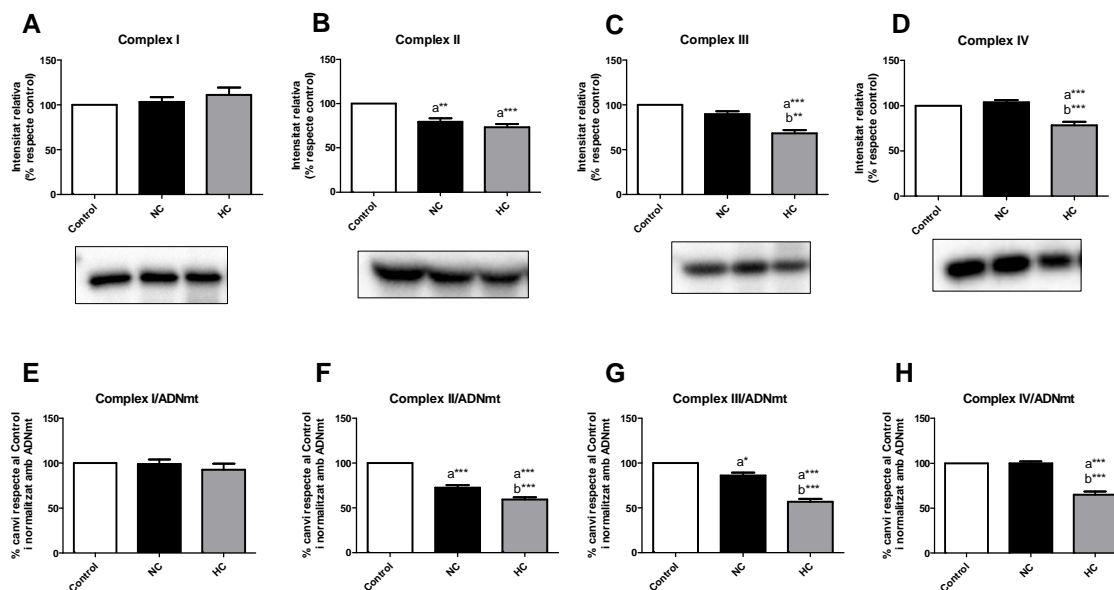 A
Complex I
Intensitat relativa
(% respecte control)
150
100
50
0
Control
NC
HC
B
Complex II
Intensitat relativa
(% respecte control)
150
100
50
0
a**
a***
Control
NC
HC
C
Complex III
Intensitat relativa
(% respecte control)
150
100
50
0
a***
b**
Control
NC
HC
D
Complex IV
Intensitat relativa
(% respecte control)
150
100
50
0
a***
b***
Control
NC
HC
E
Complex I/ADNmt
% canvi respecte al Control
i normalitzat amb ADNmt
150
100
50
0
Control
NC
HC
F
Complex II/ADNmt
% canvi respecte al Control
i normalitzat amb ADNmt
150
100
50
0
a***
a***
b***
Control
NC
HC
G
Complex III/ADNmt
% canvi respecte al Control
i normalitzat amb ADNmt
150
100
50
0
a*
a***
b***
Control
NC
HC
H
Complex IV/ADNmt
% canvi respecte al Control
i normalitzat amb ADNmt
150
100
50
0
a***
b***
Control
NC
HC